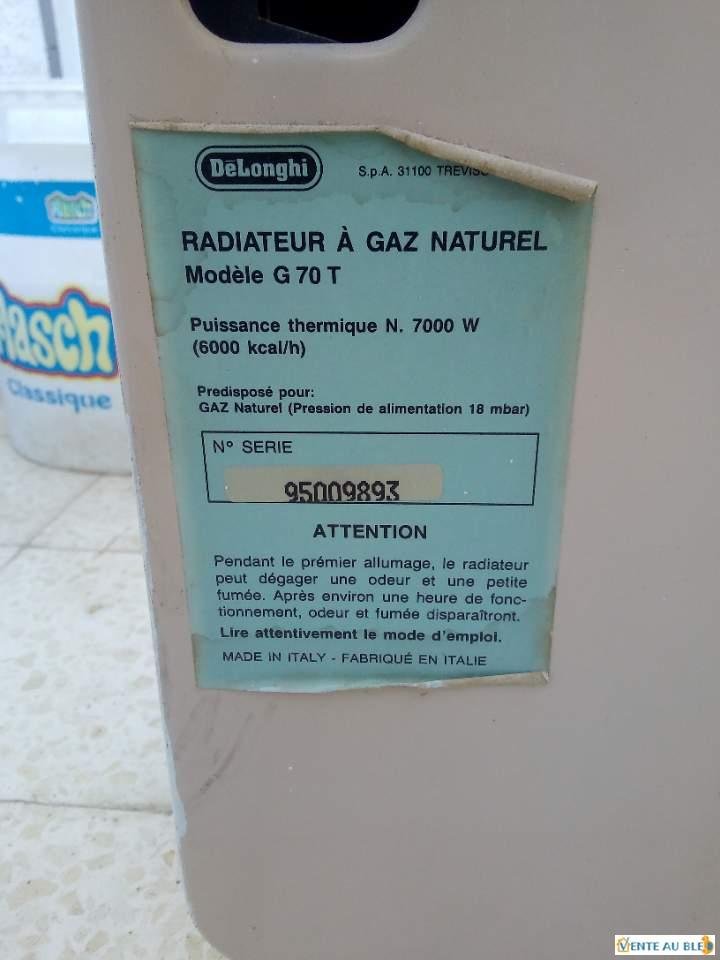 DeLonghi
S.p.A. 31100 TREVISO
RADIATEUR À GAZ NATUREL
Modèle G 70 T
Puissance thermique N. 7000 W
(6000 kcal/h)
Predisposé pour:
GAZ Naturel (Pression de alimentation 18 mbar)
N° SERIE
95009893
ATTENTION
Pendant le prémier allumage, le radiateur
peut dégager une odeur et une petite
fumée. Après environ une heure de fonc-
tionnement, odeur et fumée disparaîtront.
Lire attentivement le mode d'emploi.
MADE IN ITALY - FABRIQUÉ EN ITALIE
Classique
VENTE AU BLED